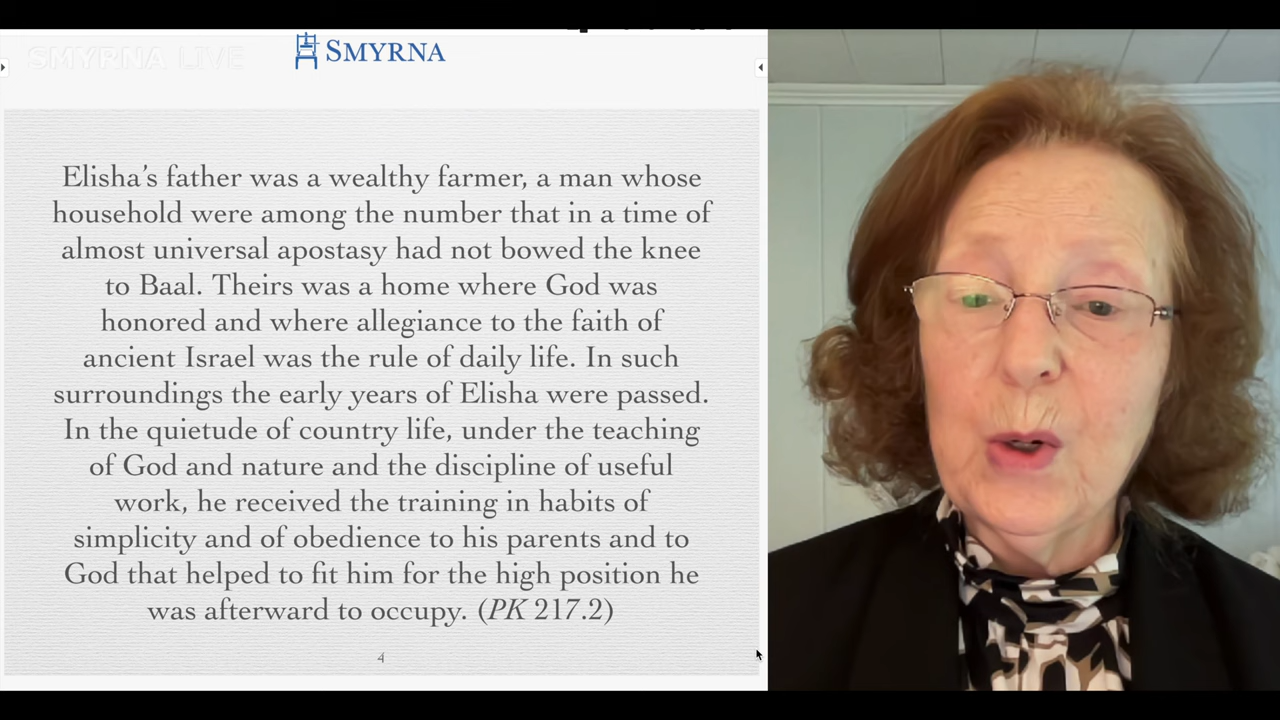 SMYRNA LIVE
SMYRNA
Elisha’s father was a wealthy farmer, a man whose
household were among the number that in a time of
almost universal apostasy had not bowed the knee
to Baal. Theirs was a home where God was
honored and where allegiance to the faith of
ancient Israel was the rule of daily life. In such
surroundings the early years of Elisha were passed.
In the quietude of country life, under the teaching
of God and nature and the discipline of useful
work, he received the training in habits of
simplicity and of obedience to his parents and to
God that helped to fit him for the high position he
was afterward to occupy. (PK 217.2)
4